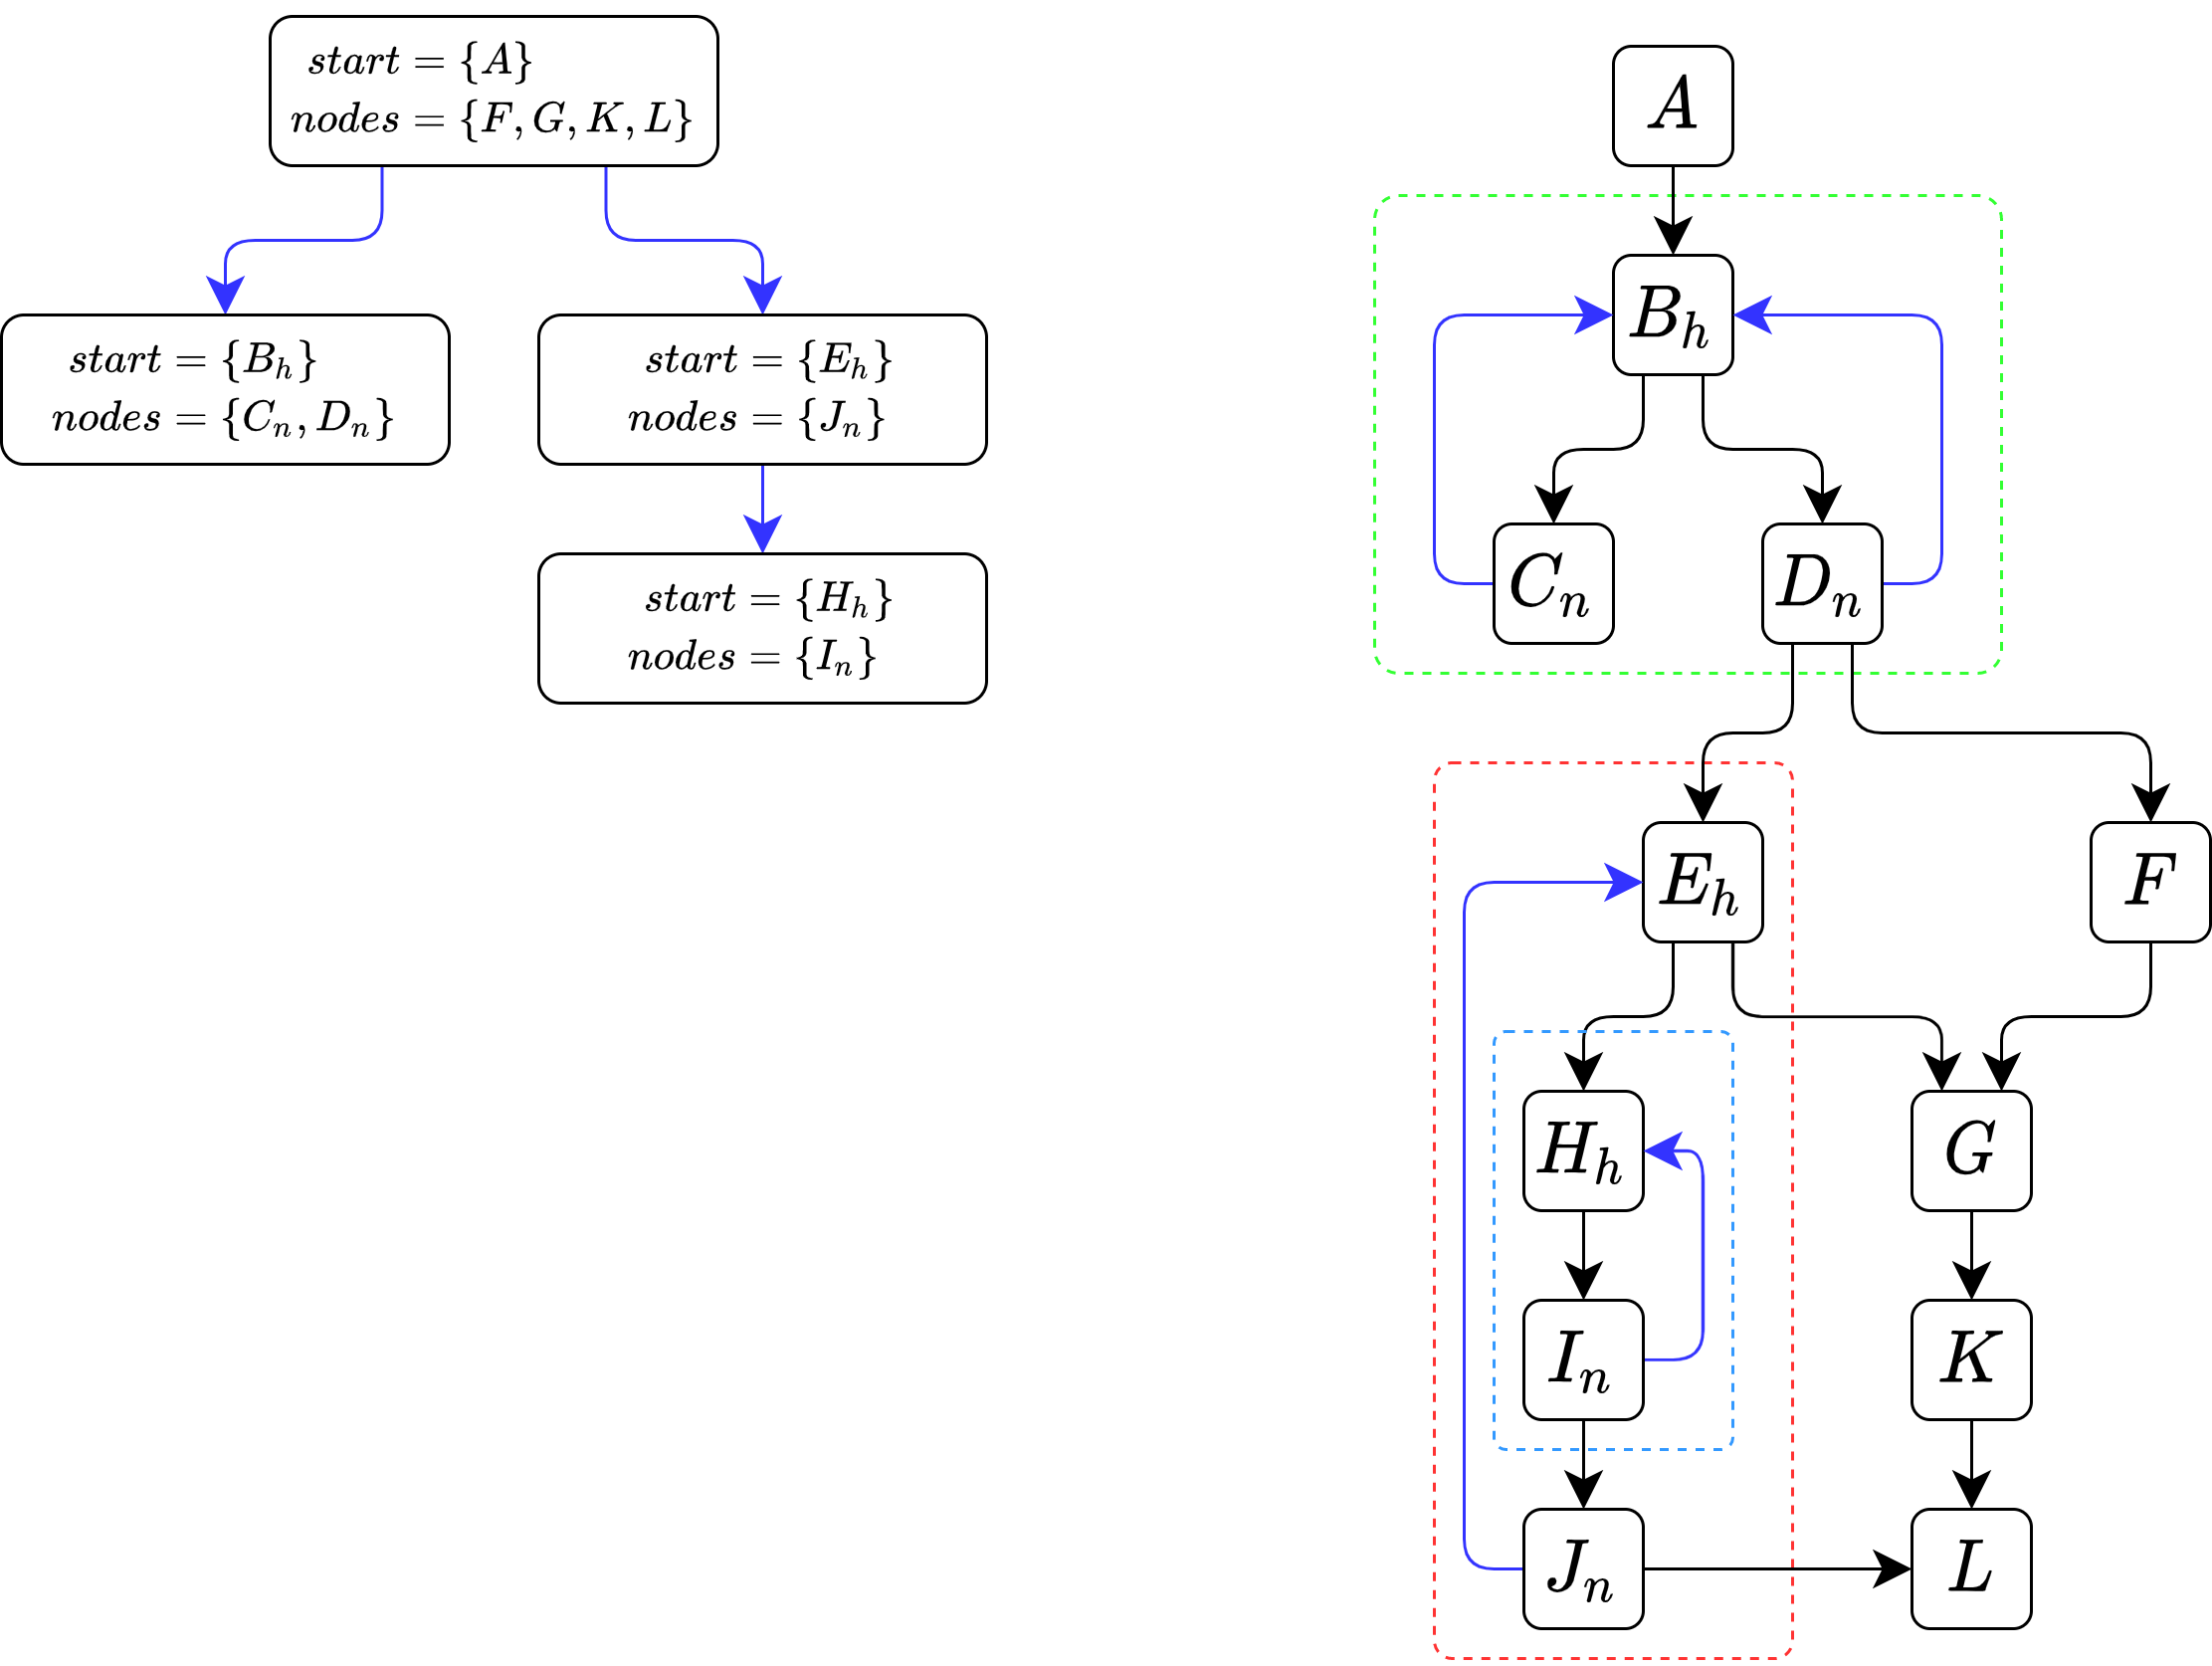 start = {A}
nodes = {F, G, K, L}
start = {B_h}
nodes = {C_n, D_n}
start = {E_h}
nodes = {J_n}
start = {H_h}
nodes = {I_n}
A
B_h
C_n
D_n
E_h
F
H_h
G
I_n
K
J_n
L